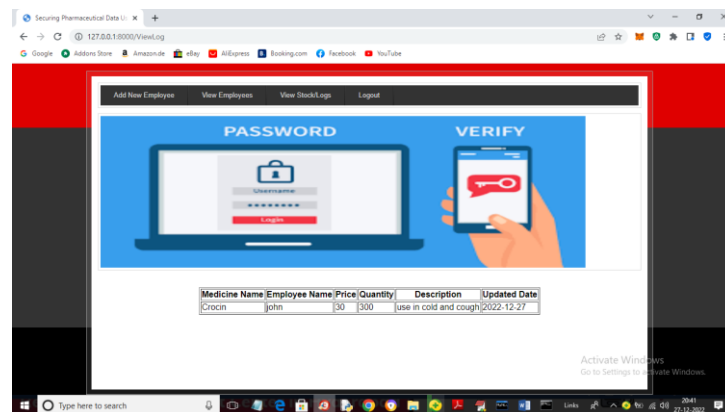 Securing Pharmaceutical Data U
127.0.0.1:8000/ViewLog
Google Addons Store Amazon.de eBay AliExpress Booking.com Facebook YouTube
Add New Employee View Employees View Stock/Logs Logout
PASSWORD VERIFY
Username
Login
Medicine Name Employee Name Price Quantity Description Updated Date
Crocin john 30 300 use in cold and cough 2022-12-27
Activate Windows
Go to Settings to activate Windows.
Type here to search
Links
20:41
27-12-2022